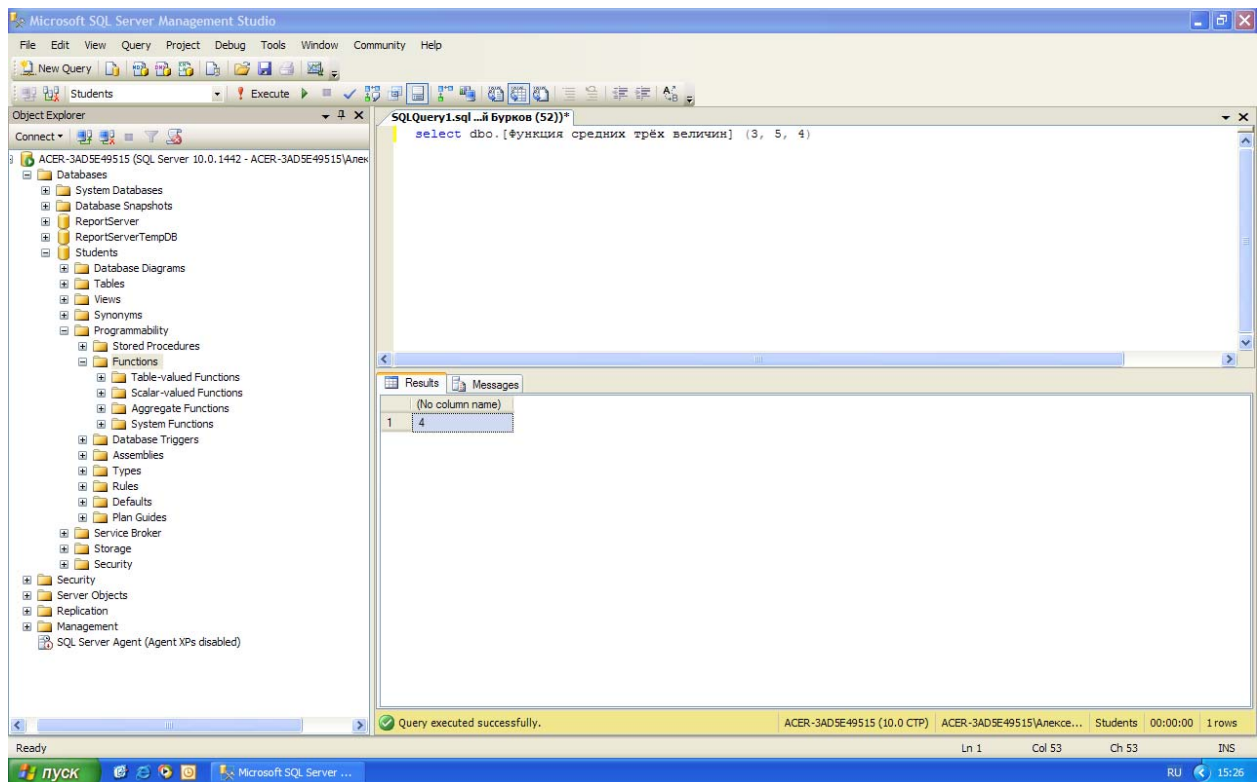 Microsoft SQL Server Management Studio
File Edit View Query Project Debug Tools Window Community Help
New Query
Students Execute
Object Explorer
Connect
ACER-3AD5E49515 (SQL Server 10.0.1442 - ACER-3AD5E49515\Алек
Databases
System Databases
Database Snapshots
ReportServer
ReportServerTempDB
Students
Database Diagrams
Tables
Views
Synonyms
Programmability
Stored Procedures
Functions
Table-valued Functions
Scalar-valued Functions
Aggregate Functions
System Functions
Database Triggers
Assemblies
Types
Rules
Defaults
Plan Guides
Service Broker
Storage
Security
Security
Server Objects
Replication
Management
SQL Server Agent (Agent XPs disabled)
SQLQuery1.sql ...й Бурков (52))*
select dbo.[Функция средних трёх величин] (3, 5, 4)
Results Messages
(No column name)
1 4
Query executed successfully. ACER-3AD5E49515 (10.0 CTP) ACER-3AD5E49515\Алексе... Students 00:00:00 1 rows
Ready Ln 1 Col 53 Ch 53 INS
пуск Microsoft SQL Server ... RU 15:26